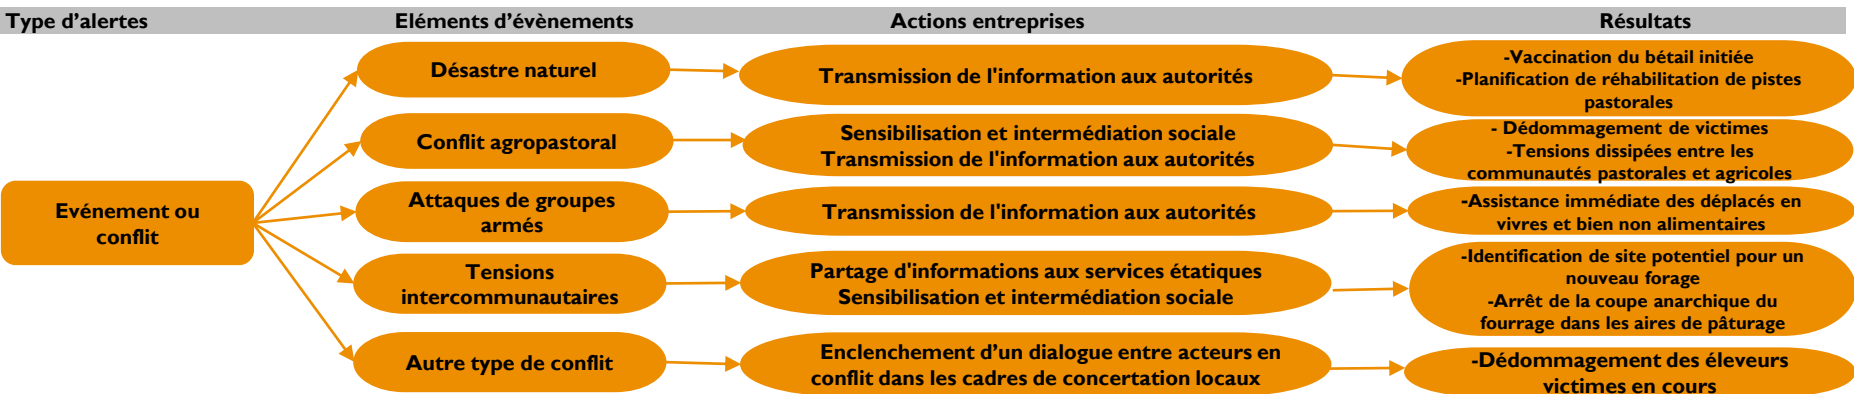 Type d’alertes
Eléments d’évènements
Actions entreprises
Résultats
Evénement ou
conflit
Désastre naturel
Transmission de l'information aux autorités
-Vaccination du bétail initiée
-Planification de réhabilitation de pistes
pastorales
Conflit agropastoral
Sensibilisation et intermédiation sociale
Transmission de l'information aux autorités
- Dédommagement de victimes
-Tensions dissipées entre les
communautés pastorales et agricoles
Attaques de groupes
armés
Transmission de l'information aux autorités
-Assistance immédiate des déplacés en
vivres et bien non alimentaires
Tensions
intercommunautaires
Partage d'informations aux services étatiques
Sensibilisation et intermédiation sociale
-Identification de site potentiel pour un
nouveau forage
-Arrêt de la coupe anarchique du
fourrage dans les aires de pâturage
Autre type de conflit
Enclenchement d’un dialogue entre acteurs en
conflit dans les cadres de concertation locaux
-Dédommagement des éleveurs
victimes en cours